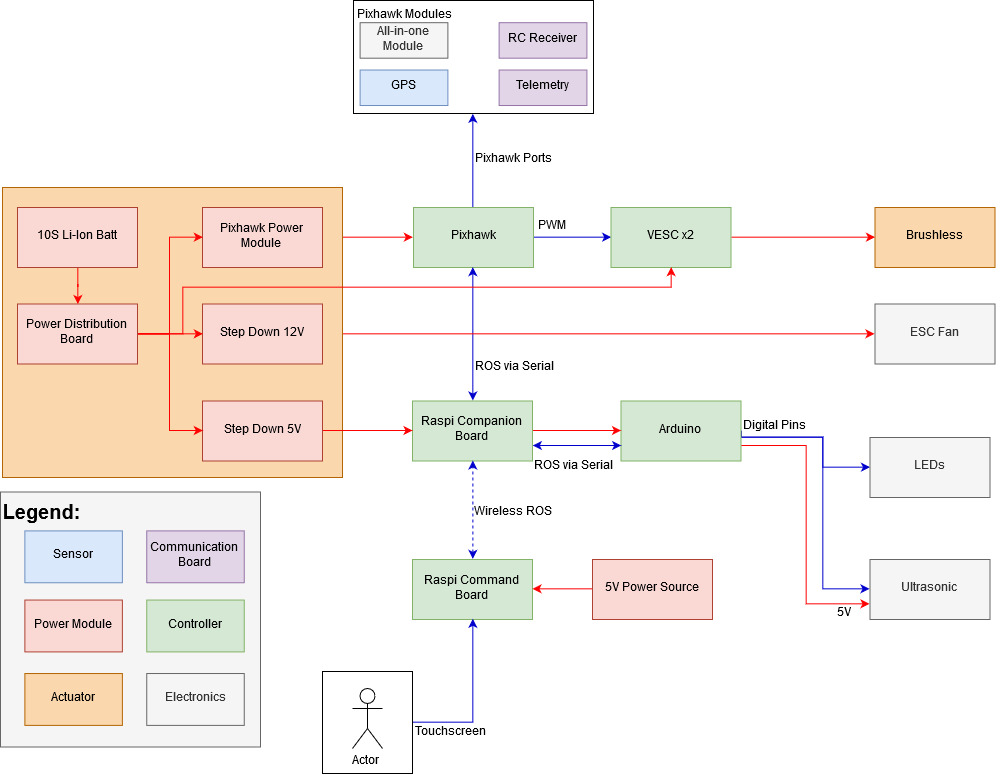 Pixhawk Modules
All-in-one
Module
RC Receiver
GPS
Telemetry
Pixhawk Ports
10S Li-Ion Batt
Pixhawk Power
Module
Pixhawk
PWM
VESC x2
Brushless
Power Distribution
Board
Step Down 12V
ESC Fan
ROS via Serial
Step Down 5V
Raspi Companion
Board
Arduino
Digital Pins
ROS via Serial
LEDs
Wireless ROS
Raspi Command
Board
5V Power Source
Ultrasonic
5V
Legend:
Sensor
Communication
Board
Power Module
Controller
Actuator
Electronics
Touchscreen
Actor